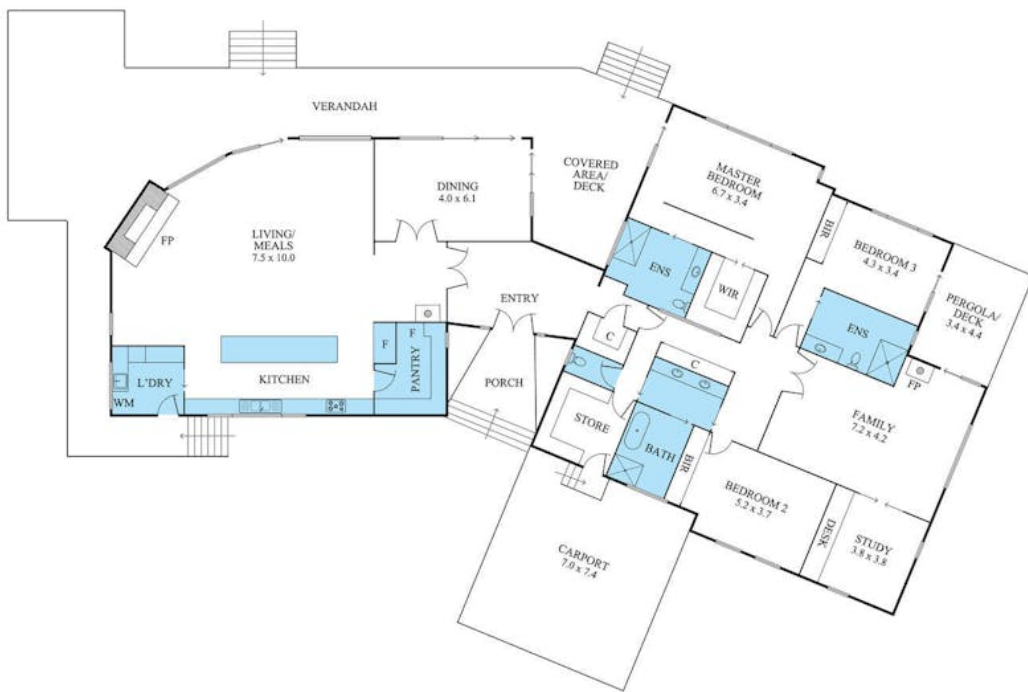 VERANDAH
COVERED
AREA/
DECK
MASTER
BEDROOM
6.7 x 3.4
DINING
4.0 x 6.1
FP
LIVING/
MEALS
7.5 x 10.0
BIR
BEDROOM 3
4.3 x 3.4
ENS
WIR
PERGOLA/
DECK
3.4 x 4.4
ENTRY
ENS
C
F
F
PANTRY
C
FP
L'DRY
WM
KITCHEN
PORCH
FAMILY
7.2 x 4.2
STORE
BATH
BIR
BEDROOM 2
5.2 x 3.7
DESK
STUDY
3.8 x 3.8
CARPORT
7.0 x 7.4